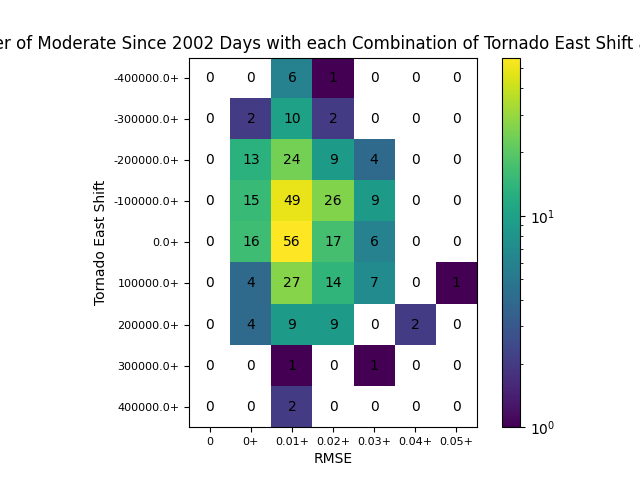 of Moderate Since 2002 Days with each Combination of Tornado East Shift
-400000.0+ 0 0 6 1 0 0 0
-300000.0+ 0 2 10 2 0 0 0
-200000.0+ 0 13 24 9 4 0 0
-100000.0+ 0 15 49 26 9 0 0
0.0+ 0 16 56 17 6 0 0
100000.0+ 0 4 27 14 7 0 1
200000.0+ 0 4 9 9 0 2 0
300000.0+ 0 0 1 0 1 0 0
400000.0+ 0 0 2 0 0 0 0
0 0+ 0.01+ 0.02+ 0.03+ 0.04+ 0.05+
RMSE
Tornado East Shift
10¹
10⁰